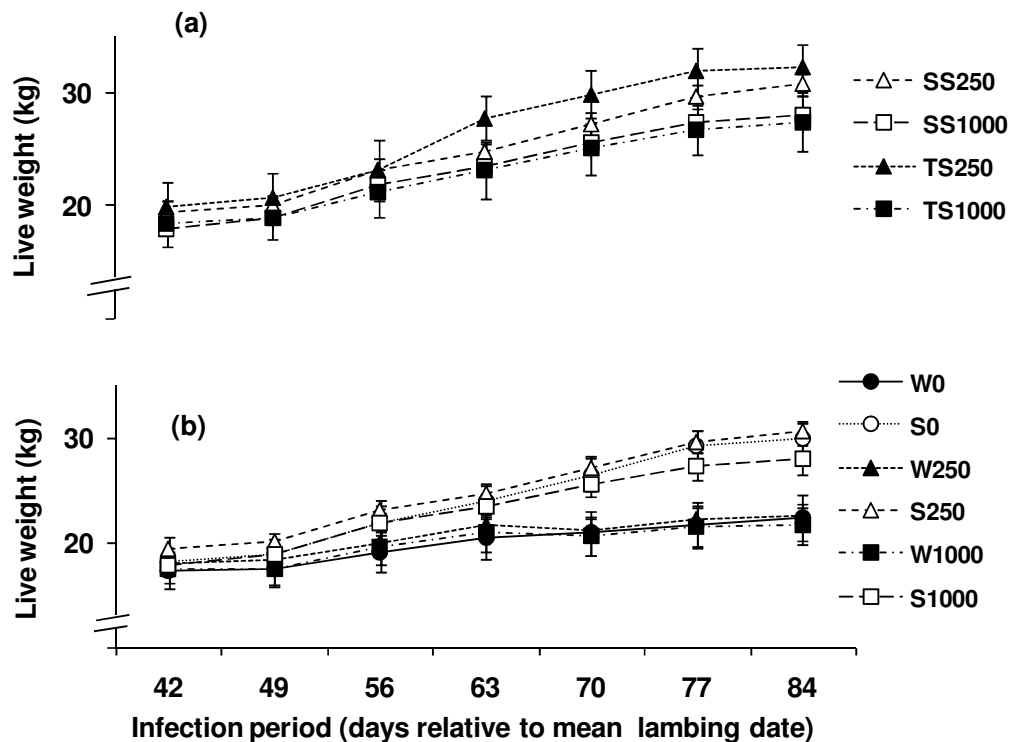 (a)
Live weight (kg)
30
20
SS250
SS1000
TS250
TS1000
(b)
Live weight (kg)
30
20
W0
S0
W250
S250
W1000
S1000
42 49 56 63 70 77 84
Infection period (days relative to mean lambing date)